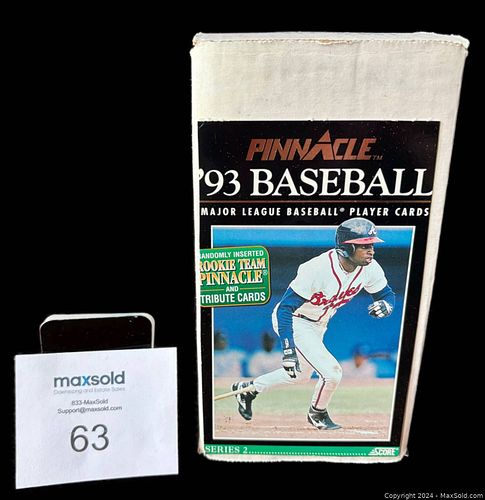 PINNACLE™
'93 BASEBALL
MAJOR LEAGUE BASEBALL® PLAYER CARDS
RANDOMLY INSERTED
ROOKIE TEAM
PINNACLE®
AND
TRIBUTE CARDS
Braves
SERIES 2
SCORE
maxsold
Downsizing and Estate Sales
833-MaxSold
Support@maxsold.com
63
Copyright 2024 - MaxSold.com